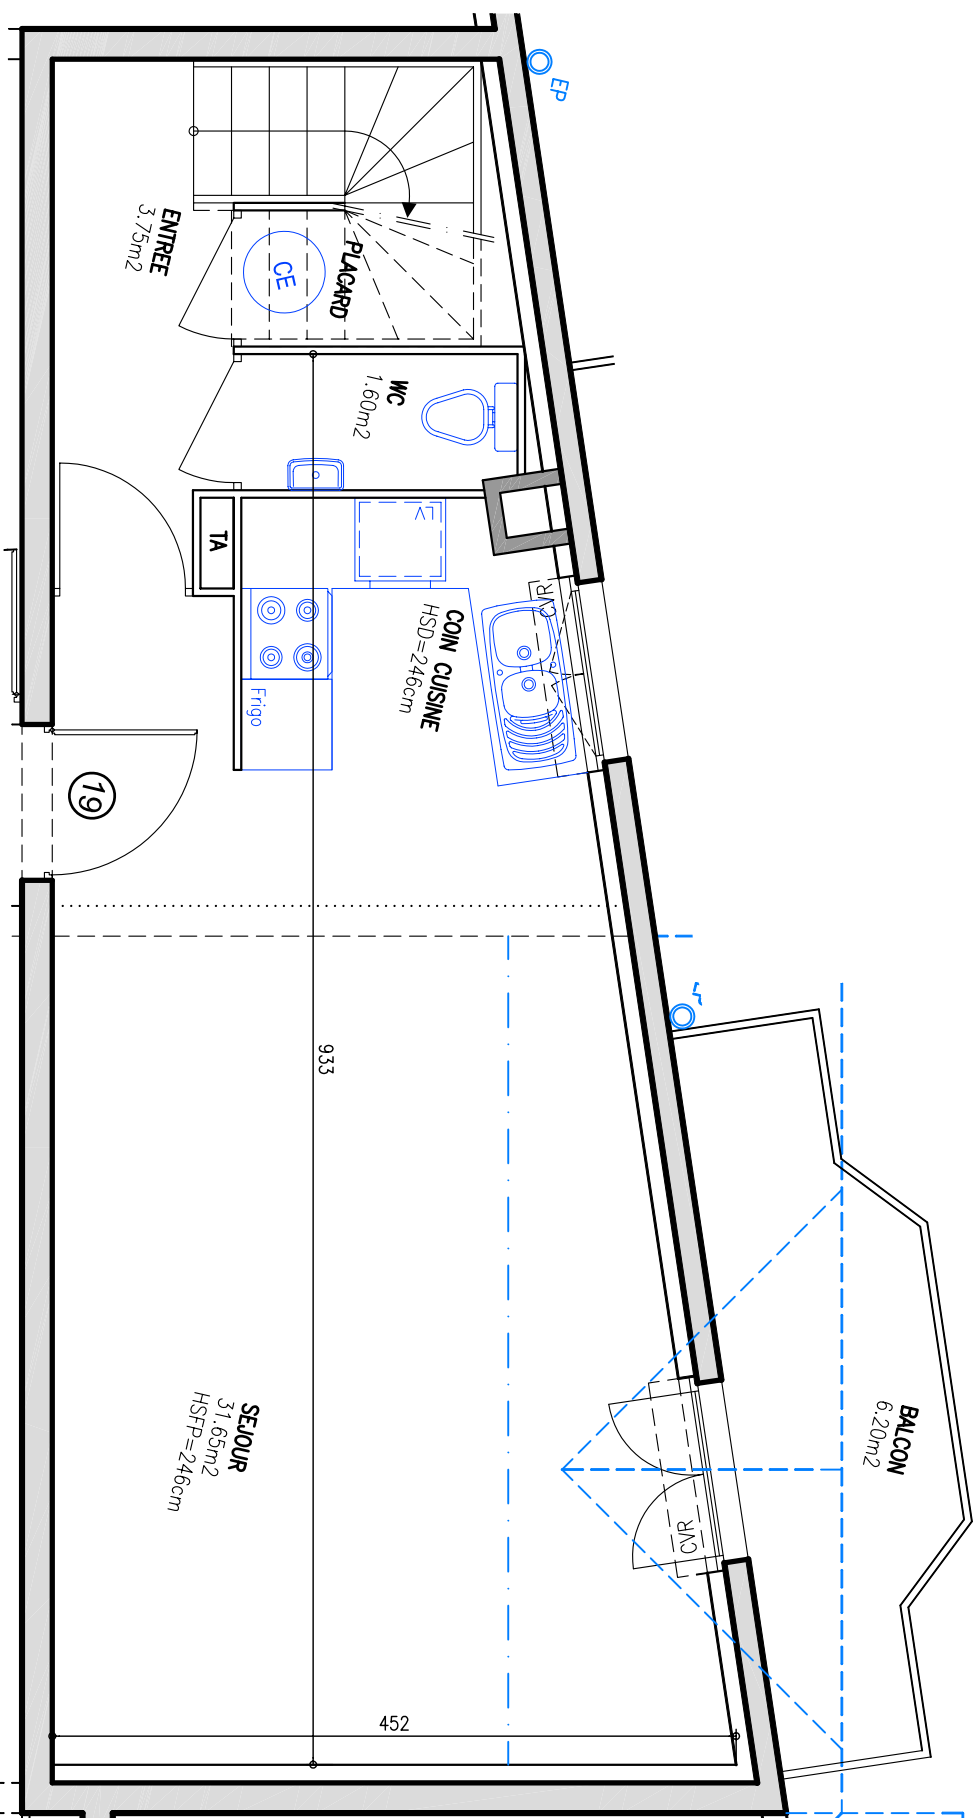 EP
ENTREE
3.75m2
PLACARD
CE
WC
1.60m2
TA
LV
CVR
COIN CUISINE
HSD=246cm
Frigo
19
933
BALCON
6.20m2
SEJOUR
31.65m2
HSFP=246cm
CVR
452